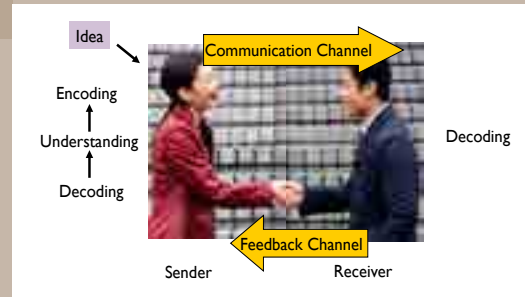 Idea
Communication Channel
Encoding
Understanding
Decoding
Decoding
Feedback Channel
Sender
Receiver